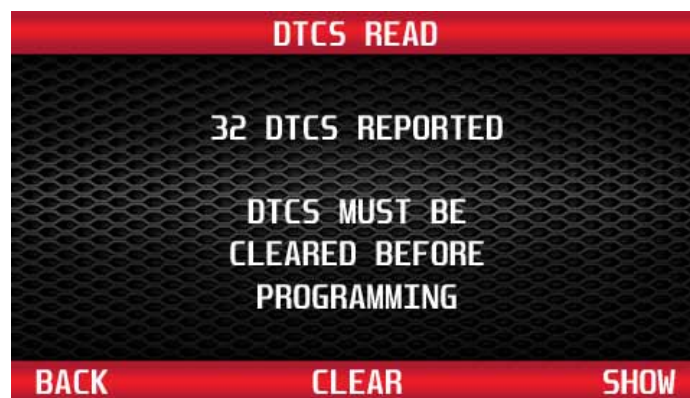 DTCS READ
32 DTCS REPORTED
DTCS MUST BE
CLEARED BEFORE
PROGRAMMING
BACK CLEAR SHOW